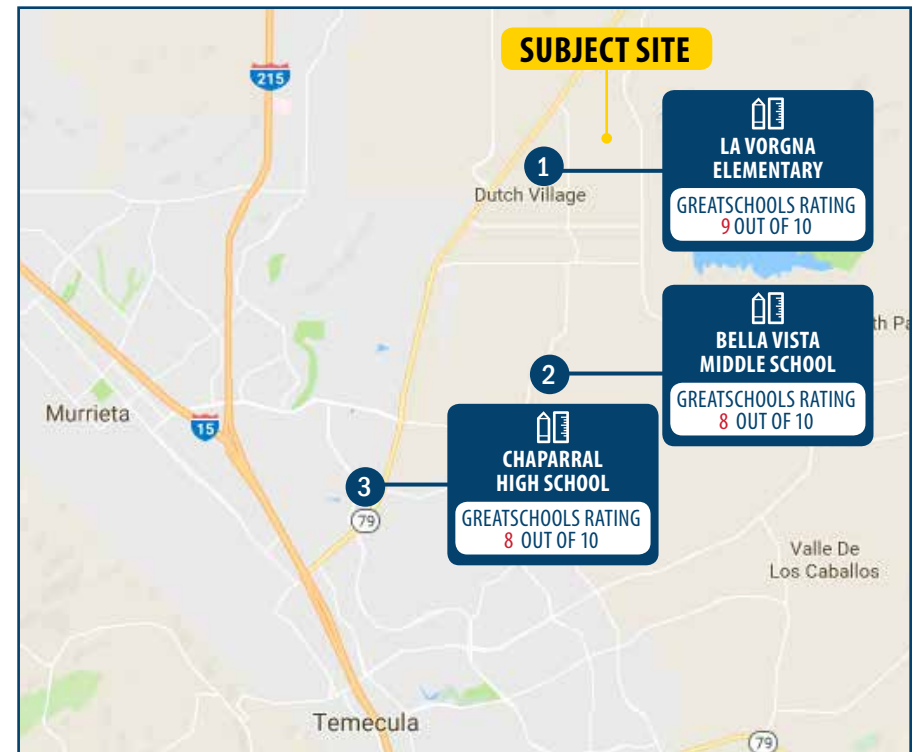 SUBJECT SITE
215
1
LA VORGNA
ELEMENTARY
GREATSCHOOLS RATING
9 OUT OF 10
Dutch Village
2
BELLA VISTA
MIDDLE SCHOOL
GREATSCHOOLS RATING
8 OUT OF 10
th Pa
Murrieta
15
3
CHAPARRAL
HIGH SCHOOL
GREATSCHOOLS RATING
8 OUT OF 10
79
Valle De
Los Caballos
Temecula
79